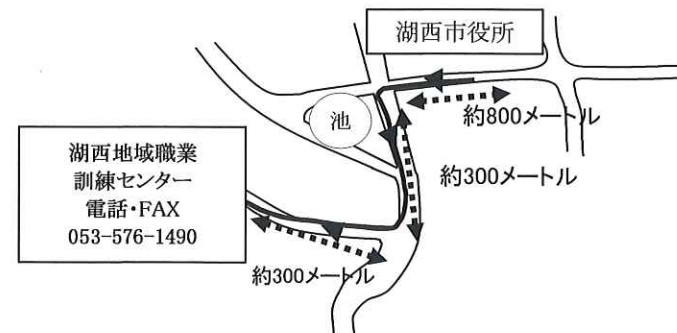 湖西市役所
約800メートル
池
約300メートル
湖西地域職業
訓練センター
電話・FAX
053-576-1490
約300メートル